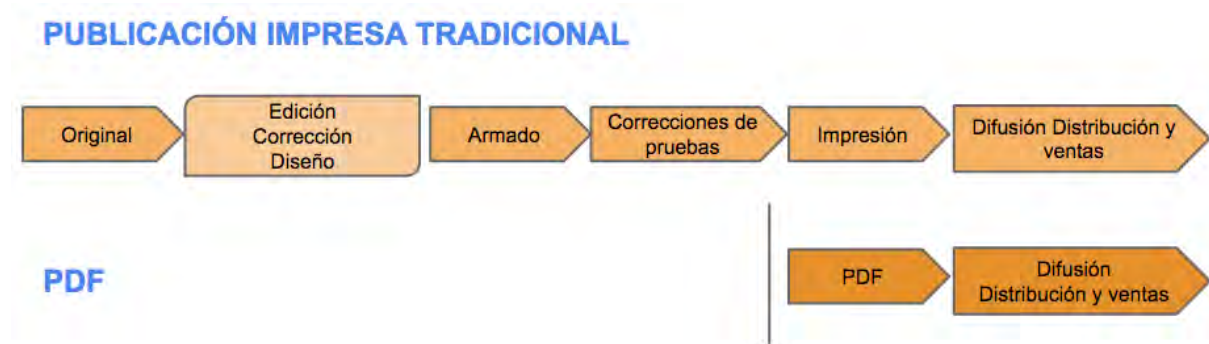 PUBLICACIÓN IMPRESA TRADICIONAL
Original
Edición
Corrección
Diseño
Armado
Correcciones de
pruebas
Impresión
Difusión Distribución y
ventas
PDF
PDF
Difusión
Distribución y ventas